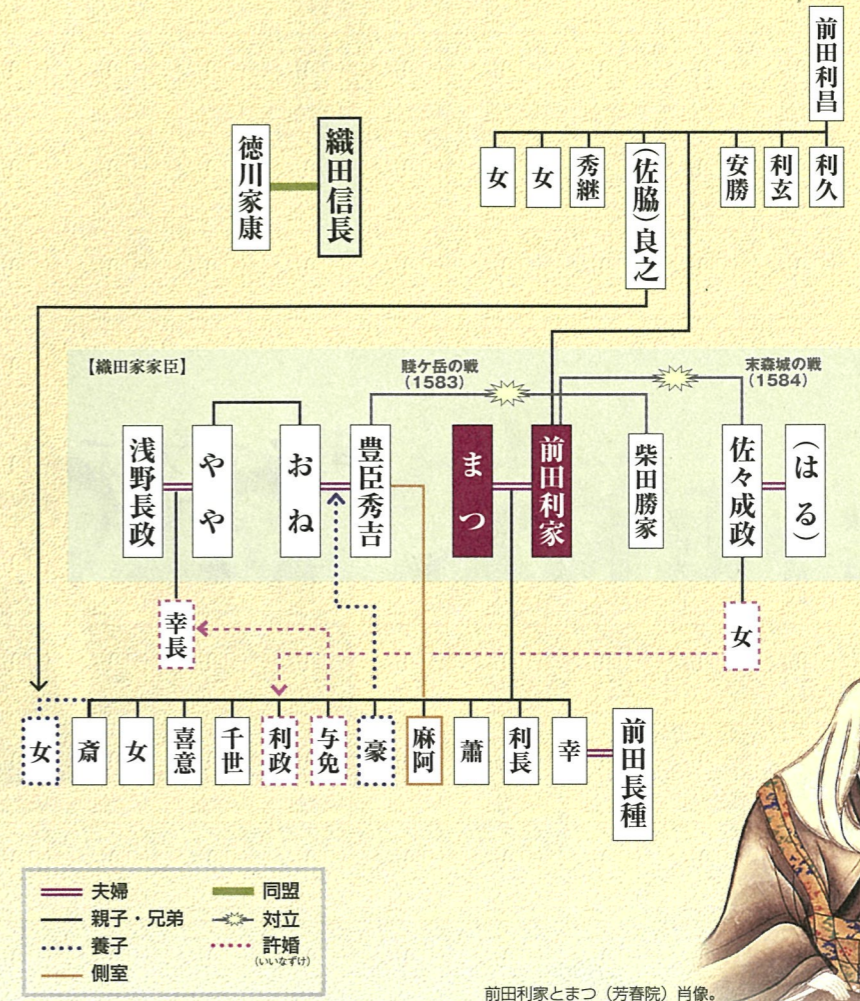 前田利昌
利久
利玄
安勝
(佐脇)良之
秀継
女
女
織田信長
徳川家康
【織田家家臣】
賤ケ岳の戦
(1583)
末森城の戦
(1584)
(はる)
佐々成政
柴田勝家
前田利家
まつ
豊臣秀吉
おね
やや
浅野長政
幸長
女
前田長種
幸
利長
蕭
麻阿
豪
与免
利政
千世
喜意
女
斎
女
夫婦
親子・兄弟
養子
側室
同盟
対立
許婚
(いいなずけ)
前田利家とまつ（芳春院）肖像。